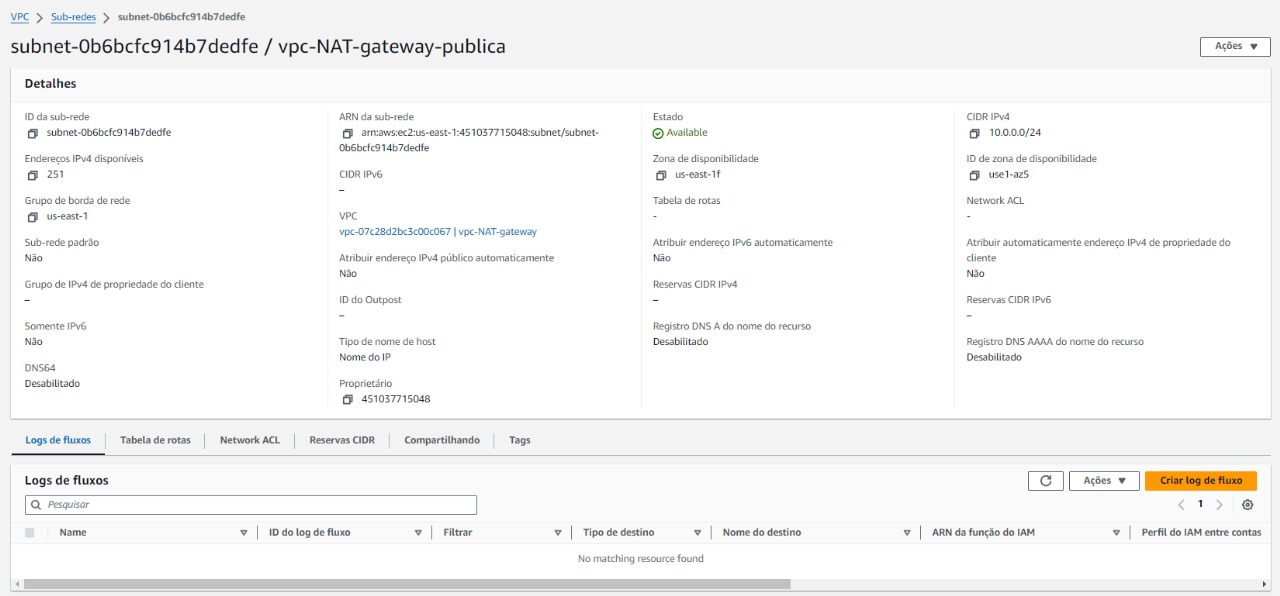 VPC > Sub-redes > subnet-0b6bcfc914b7dedfe
subnet-0b6bcfc914b7dedfe / vpc-NAT-gateway-publica
Ações
Detalhes
ID da sub-rede
subnet-0b6bcfc914b7dedfe
Endereços IPv4 disponíveis
251
Grupo de borda de rede
us-east-1
Sub-rede padrão
Não
Grupo de IPv4 de propriedade do cliente
–
Somente IPv6
Não
DNS64
Desabilitado
ARN da sub-rede
arn:aws:ec2:us-east-1:451037715048:subnet/subnet-
0b6bcfc914b7dedfe
CIDR IPv6
–
VPC
vpc-07c28d2bc3c00c067 | vpc-NAT-gateway
Atribuir endereço IPv4 público automaticamente
Não
ID do Outpost
–
Tipo de nome de host
Nome do IP
Proprietário
451037715048
Estado
Available
Zona de disponibilidade
us-east-1f
Tabela de rotas
-
Atribuir endereço IPv6 automaticamente
Não
Reservas CIDR IPv4
–
Registro DNS A do nome do recurso
Desabilitado
CIDR IPv4
10.0.0.0/24
ID de zona de disponibilidade
use1-az5
Network ACL
-
Atribuir automaticamente endereço IPv4 de propriedade do
cliente
Não
Reservas CIDR IPv6
–
Registro DNS AAAA do nome do recurso
Desabilitado
Logs de fluxos Tabela de rotas Network ACL Reservas CIDR Compartilhando Tags
Logs de fluxos
Ações Criar log de fluxo
Pesquisar
1
Name ID do log de fluxo Filtrar Tipo de destino Nome do destino ARN da função do IAM Perfil do IAM entre contas
No matching resource found